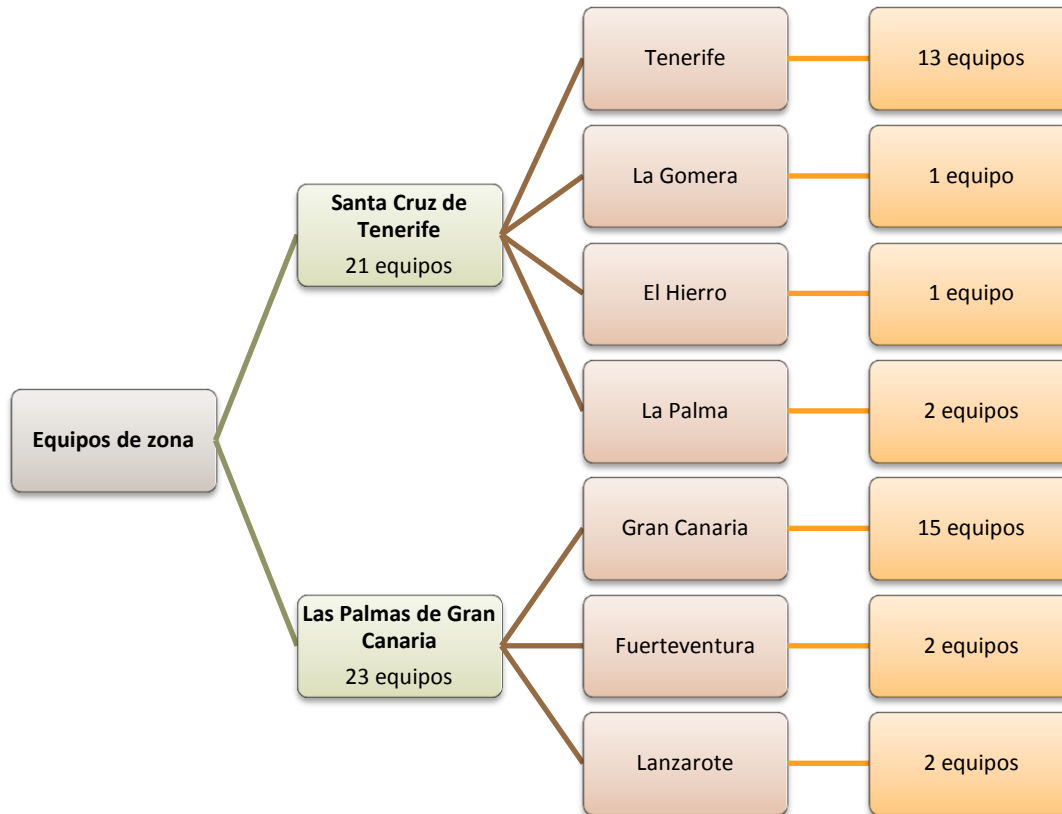 Equipos de zona
Santa Cruz de
Tenerife
21 equipos
Tenerife
13 equipos
La Gomera
1 equipo
El Hierro
1 equipo
La Palma
2 equipos
Las Palmas de Gran
Canaria
23 equipos
Gran Canaria
15 equipos
Fuerteventura
2 equipos
Lanzarote
2 equipos